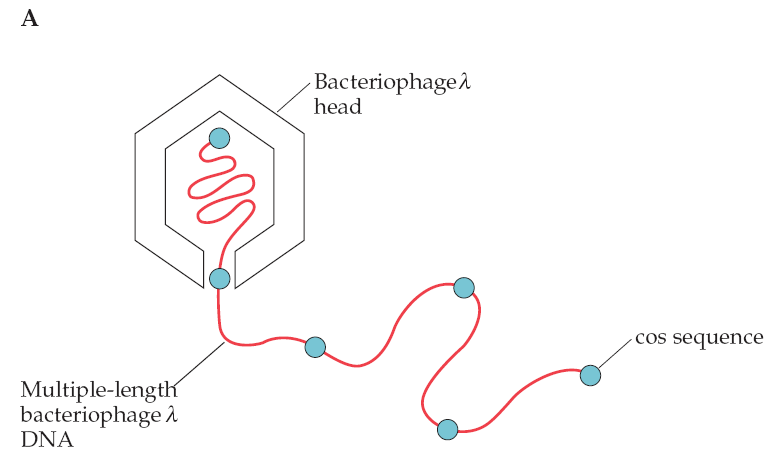 A
Bacteriophage λ
head
cos sequence
Multiple-length
bacteriophage λ
DNA